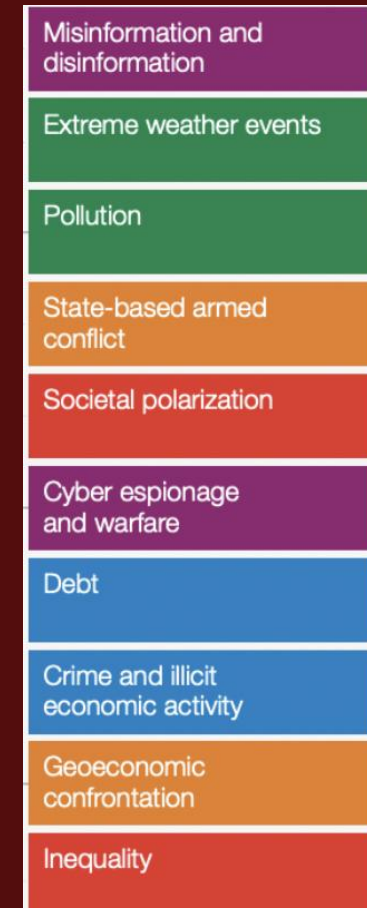 Misinformation and
disinformation
Extreme weather events
Pollution
State-based armed
conflict
Societal polarization
Cyber espionage
and warfare
Debt
Crime and illicit
economic activity
Geoeconomic
confrontation
Inequality